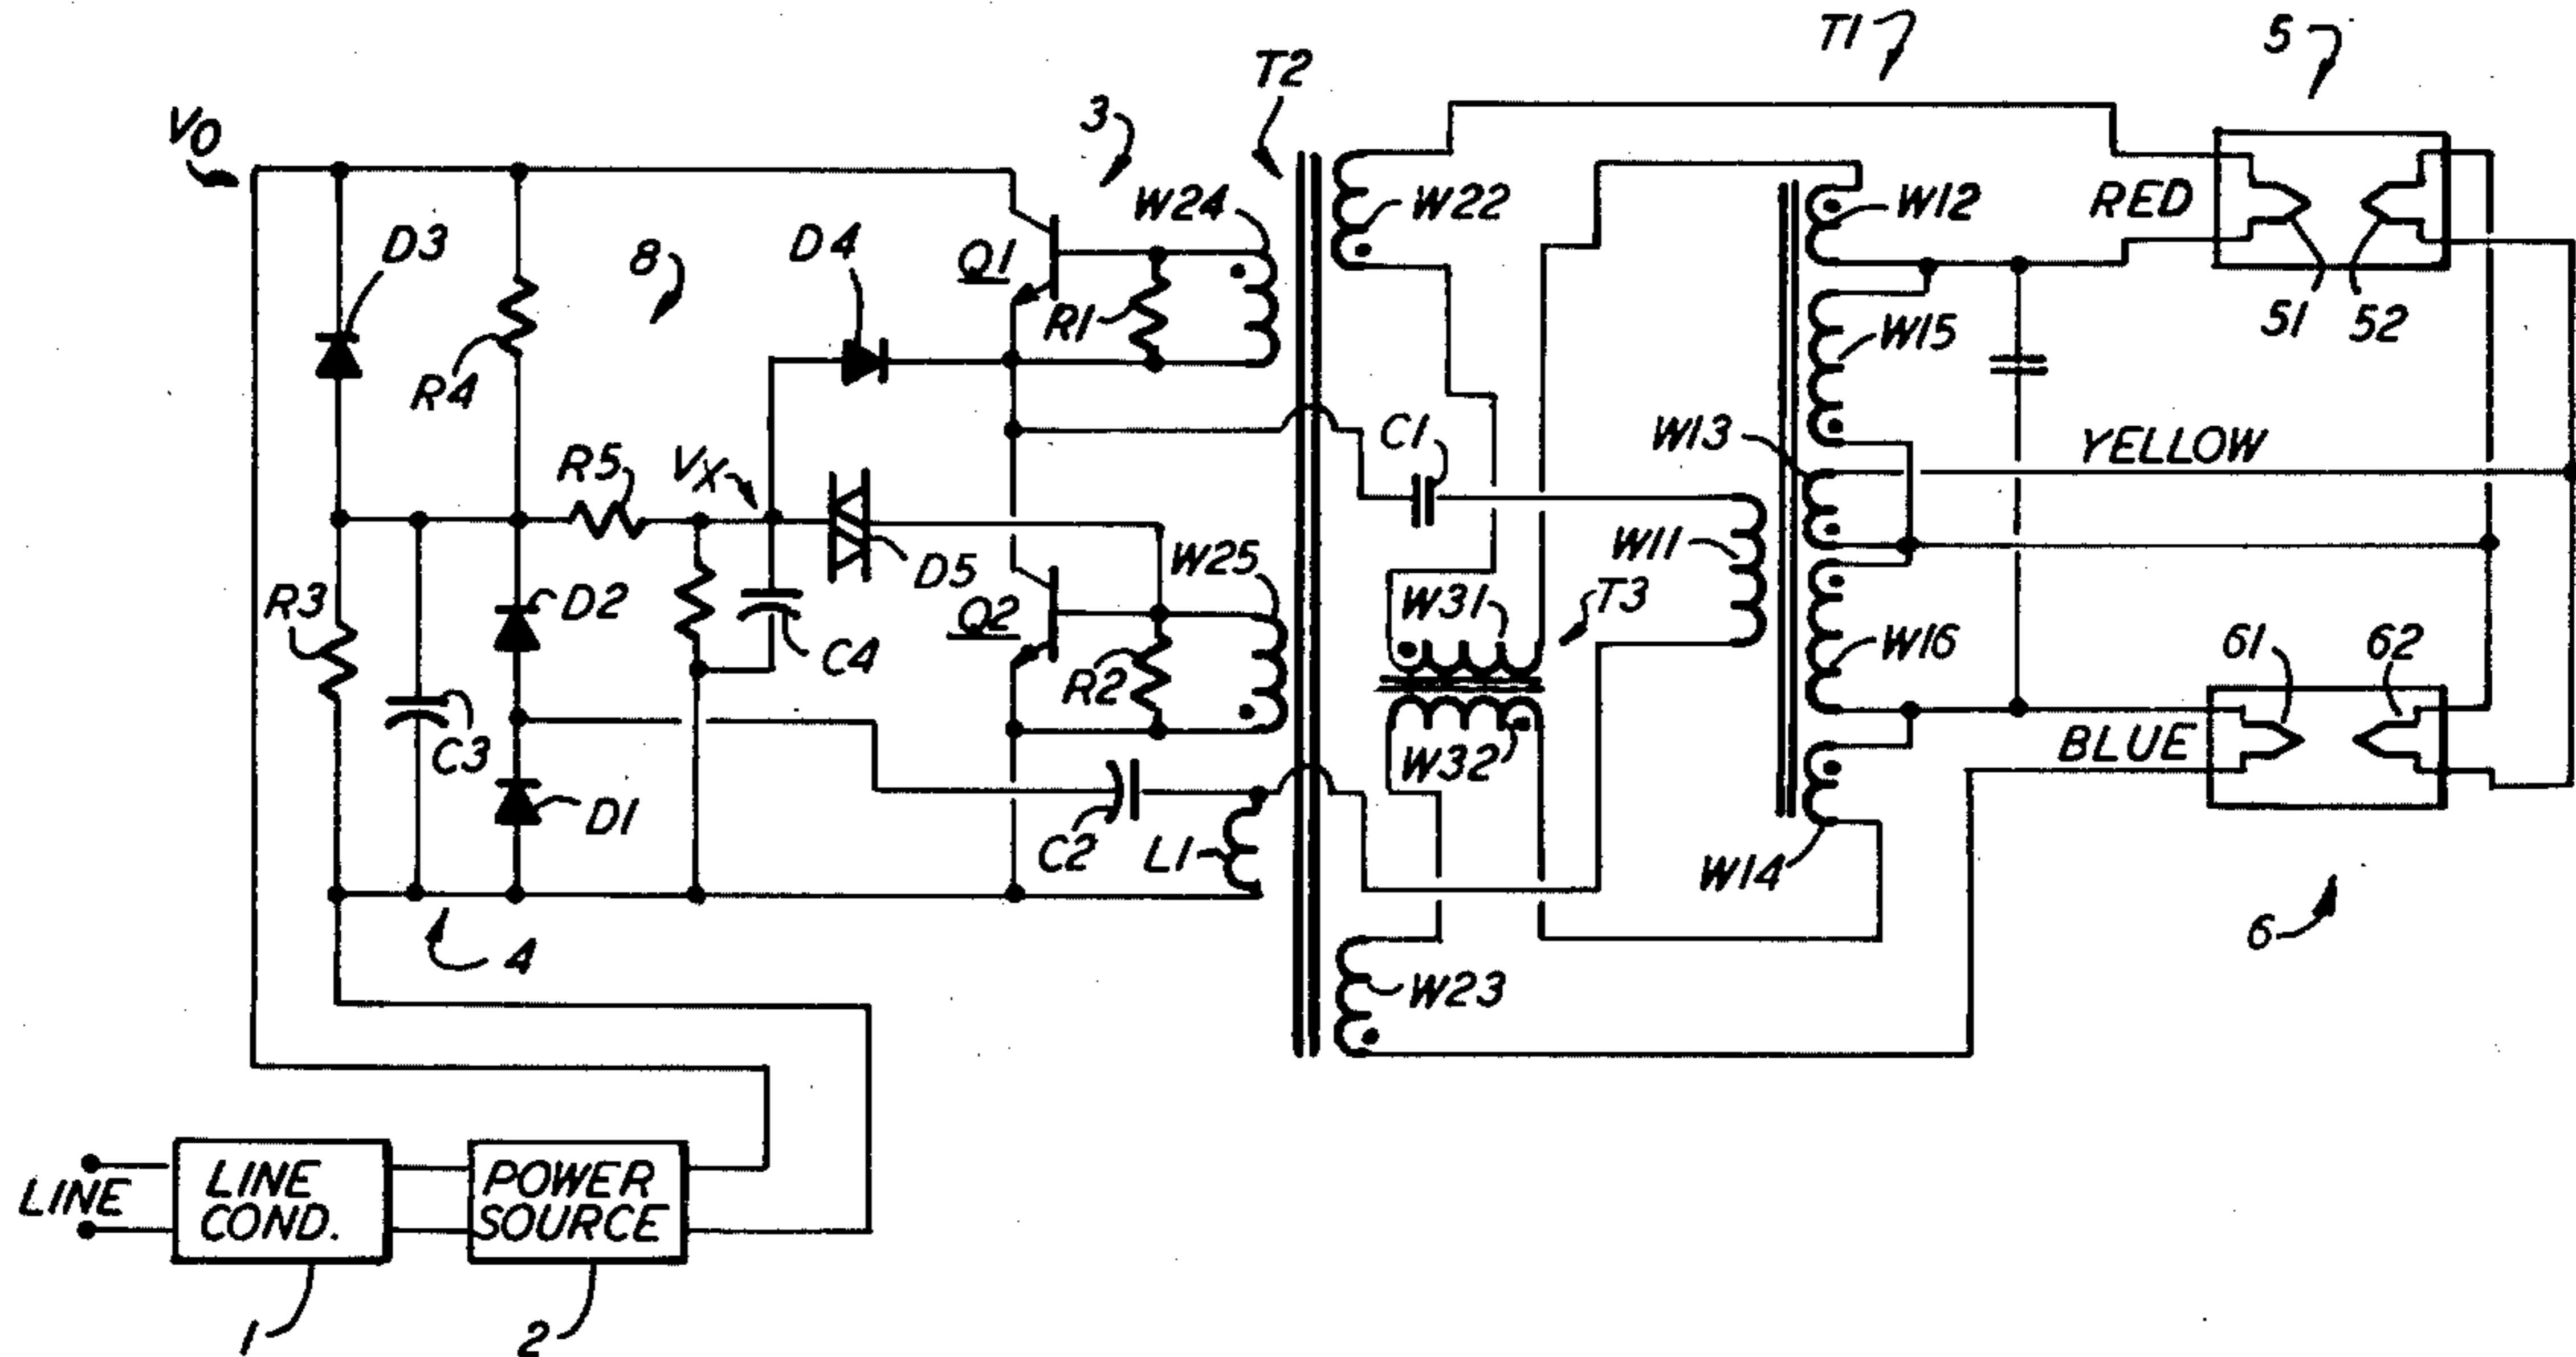 T1
5
T2
3
VO
W24
W22
W12
RED
D3
8
D4
Q1
R1
51
52
W15
R4
C1
W13
YELLOW
R5
VX
W11
W25
D5
R3
D2
Q2
W31
T3
C4
R2
W16
61
62
C3
W32
BLUE
D1
C2
L1
W14
4
6
W23
LINE
LINE
COND.
POWER
SOURCE
1
2